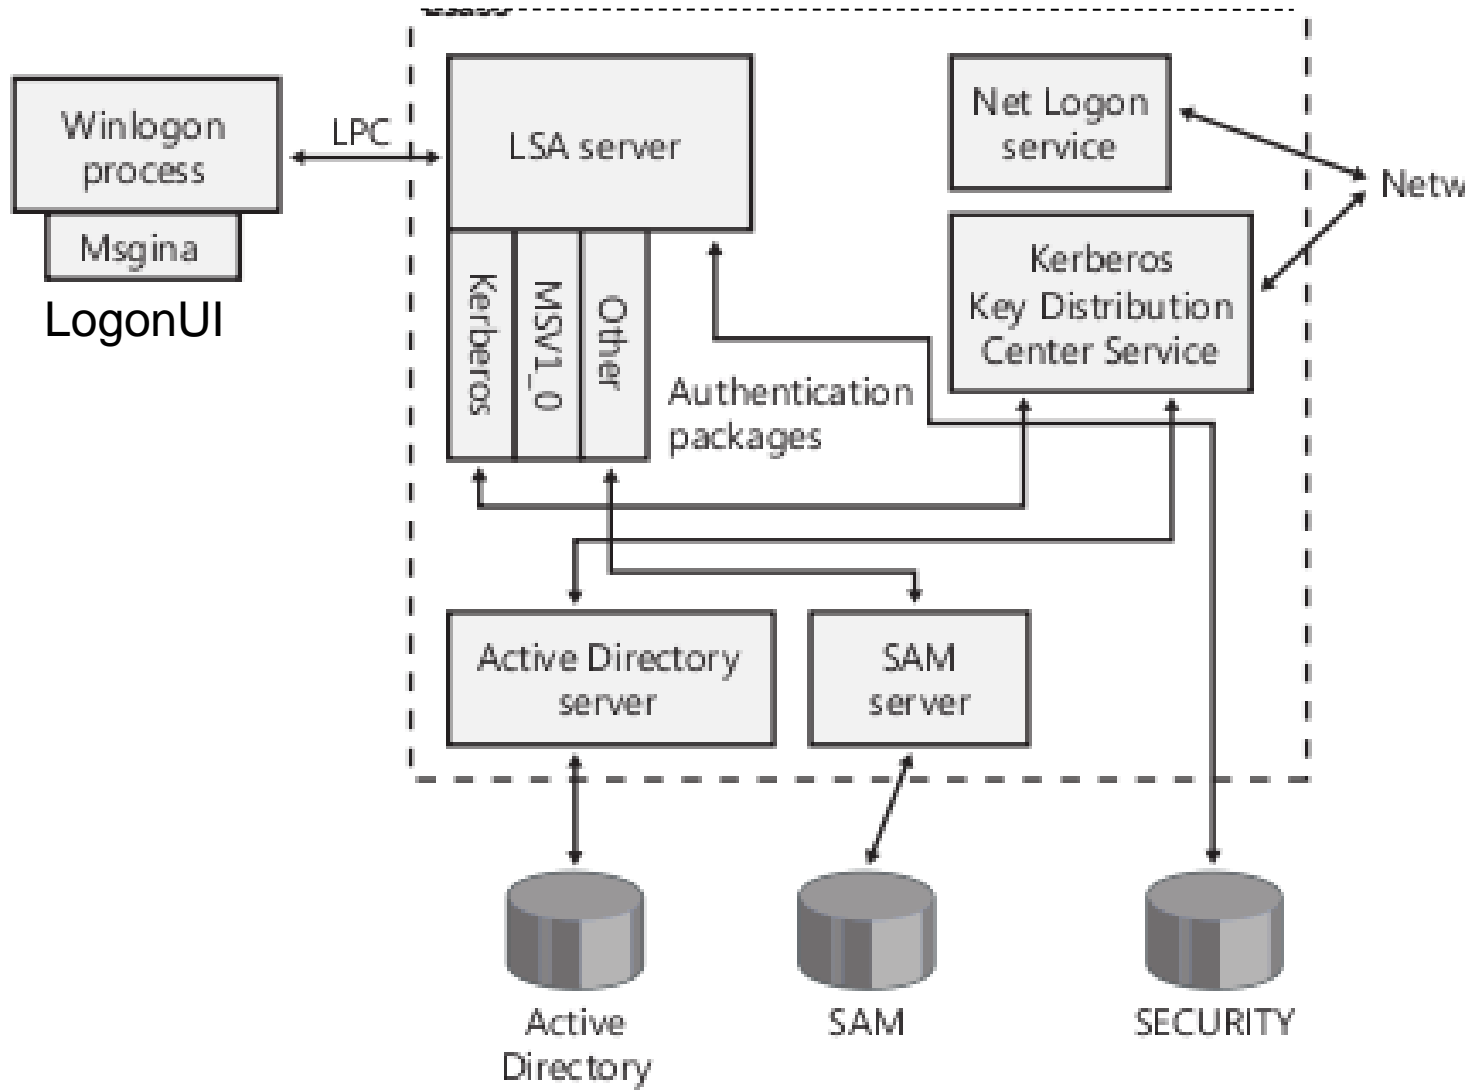 Winlogon
process
Msgina
LogonUI
LPC
LSA server
Kerberos
MSV1_0
Other
Authentication
packages
Net Logon
service
Netw
Kerberos
Key Distribution
Center Service
Active Directory
server
SAM
server
Active
Directory
SAM
SECURITY